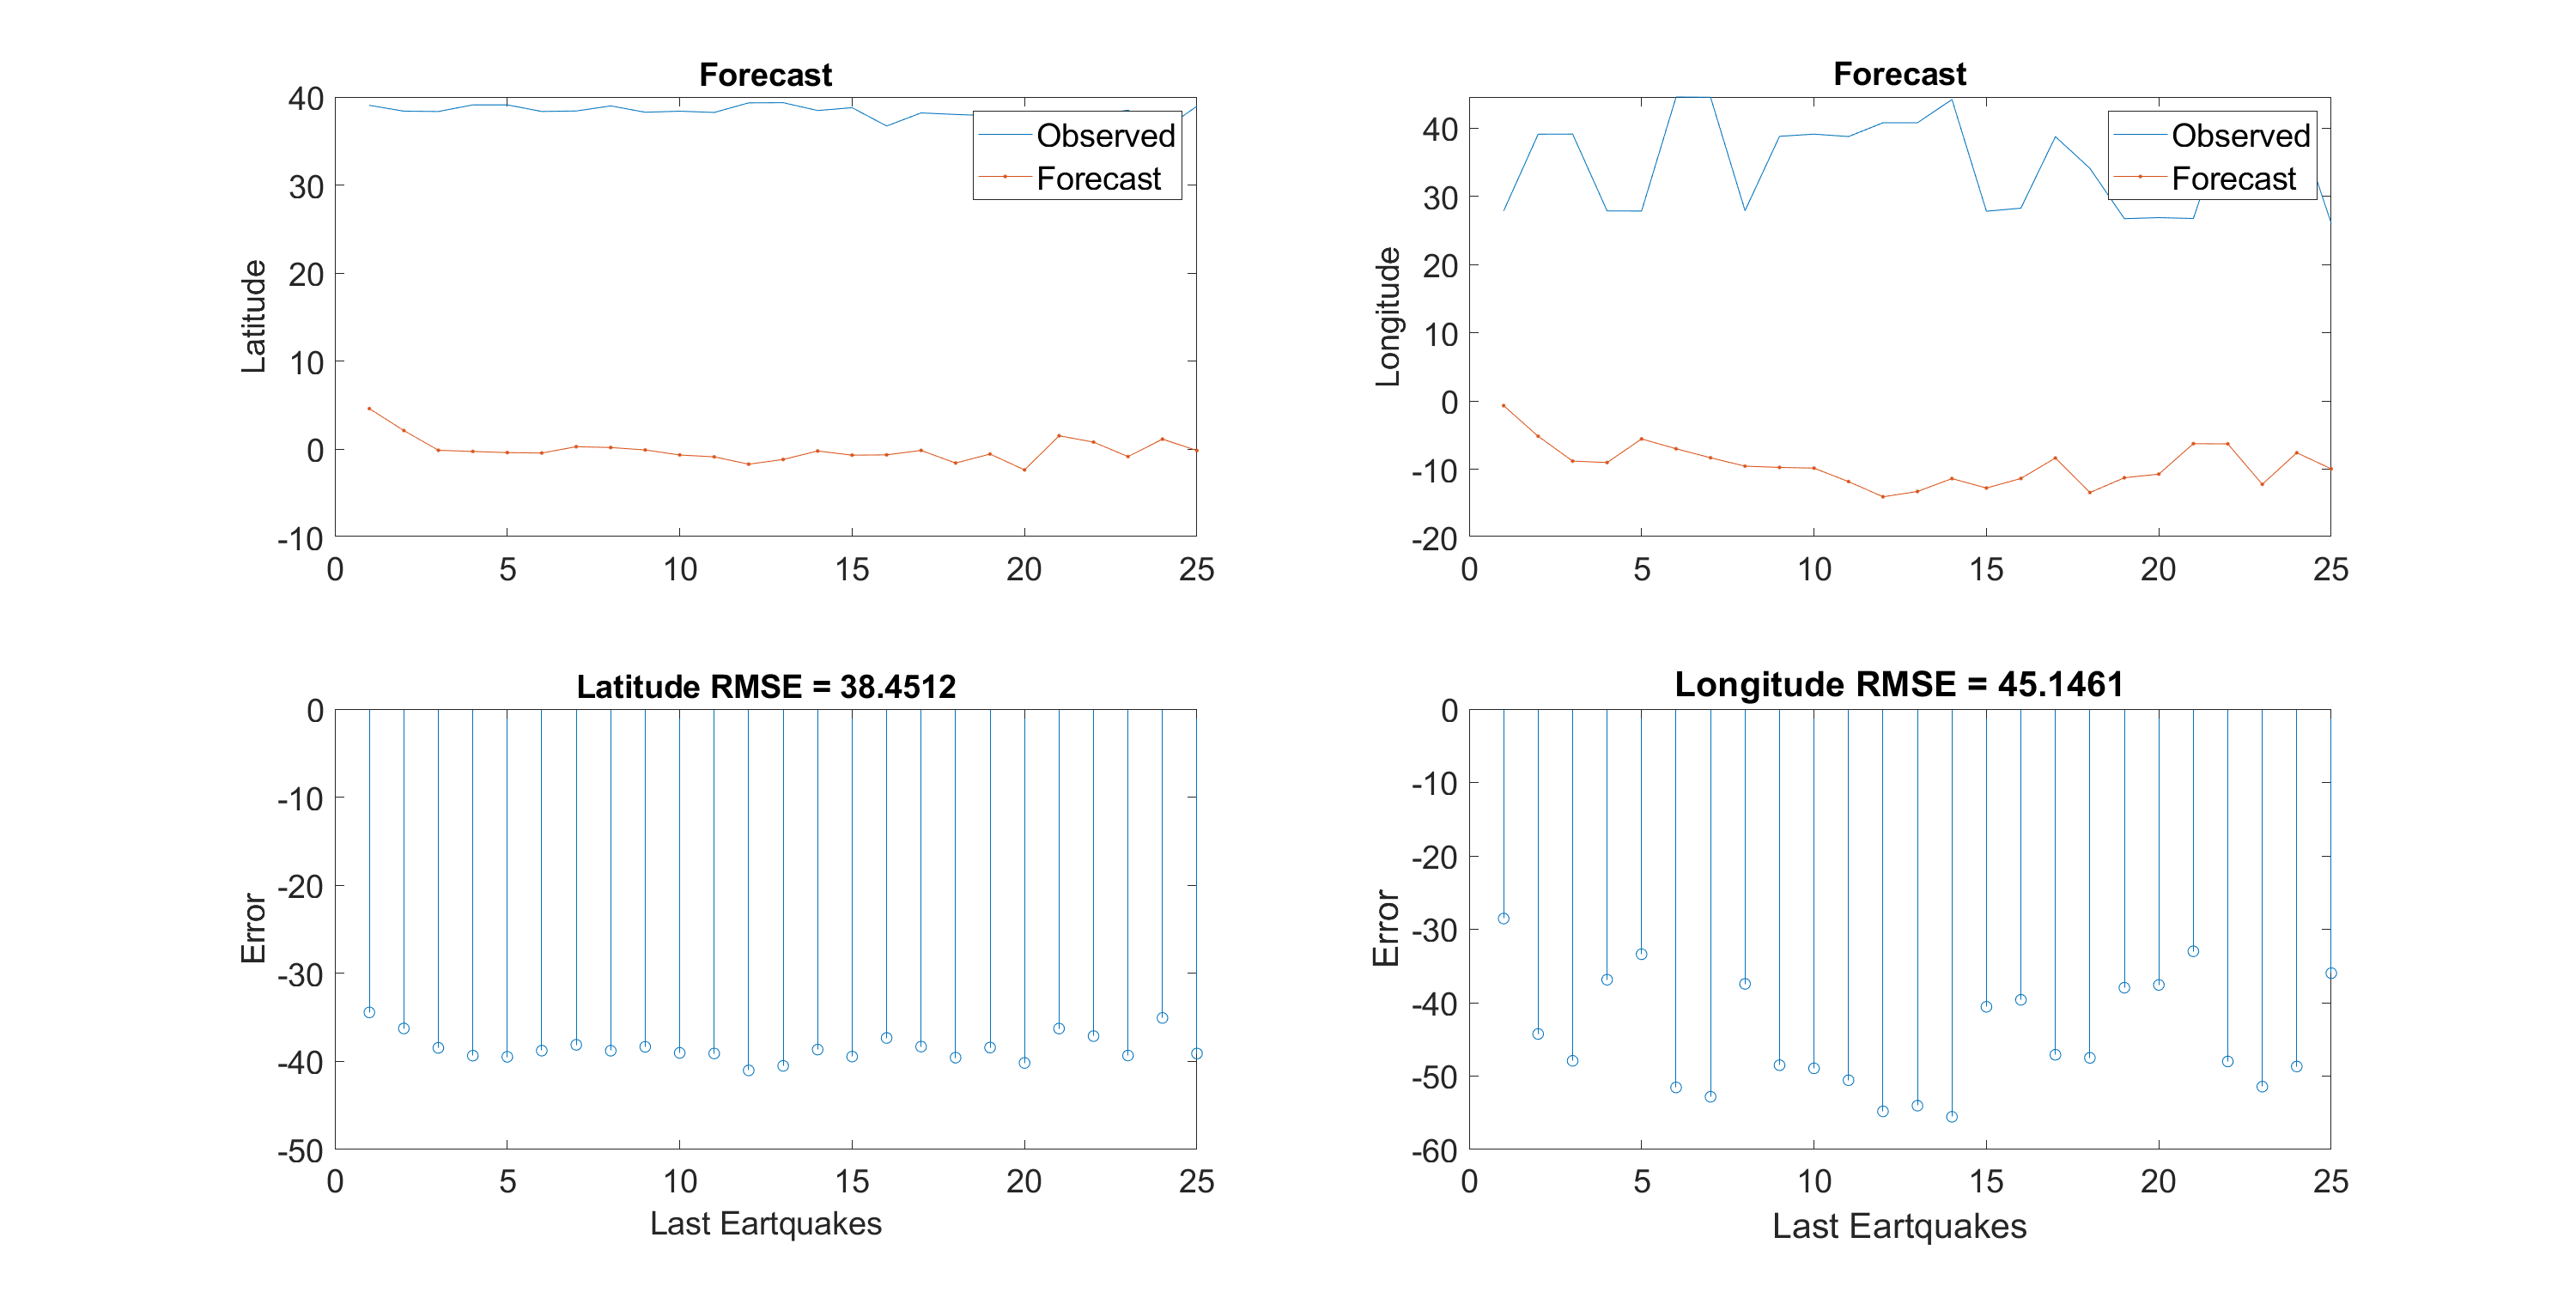 Forecast
40
30
20
10
0
-10
Latitude
0 5 10 15 20 25
Observed
Forecast
Forecast
40
30
20
10
0
-10
-20
Longitude
0 5 10 15 20 25
Observed
Forecast
Latitude RMSE = 38.4512
0
-10
-20
-30
-40
-50
Error
0 5 10 15 20 25
Last Eartquakes
Longitude RMSE = 45.1461
0
-10
-20
-30
-40
-50
-60
Error
0 5 10 15 20 25
Last Eartquakes